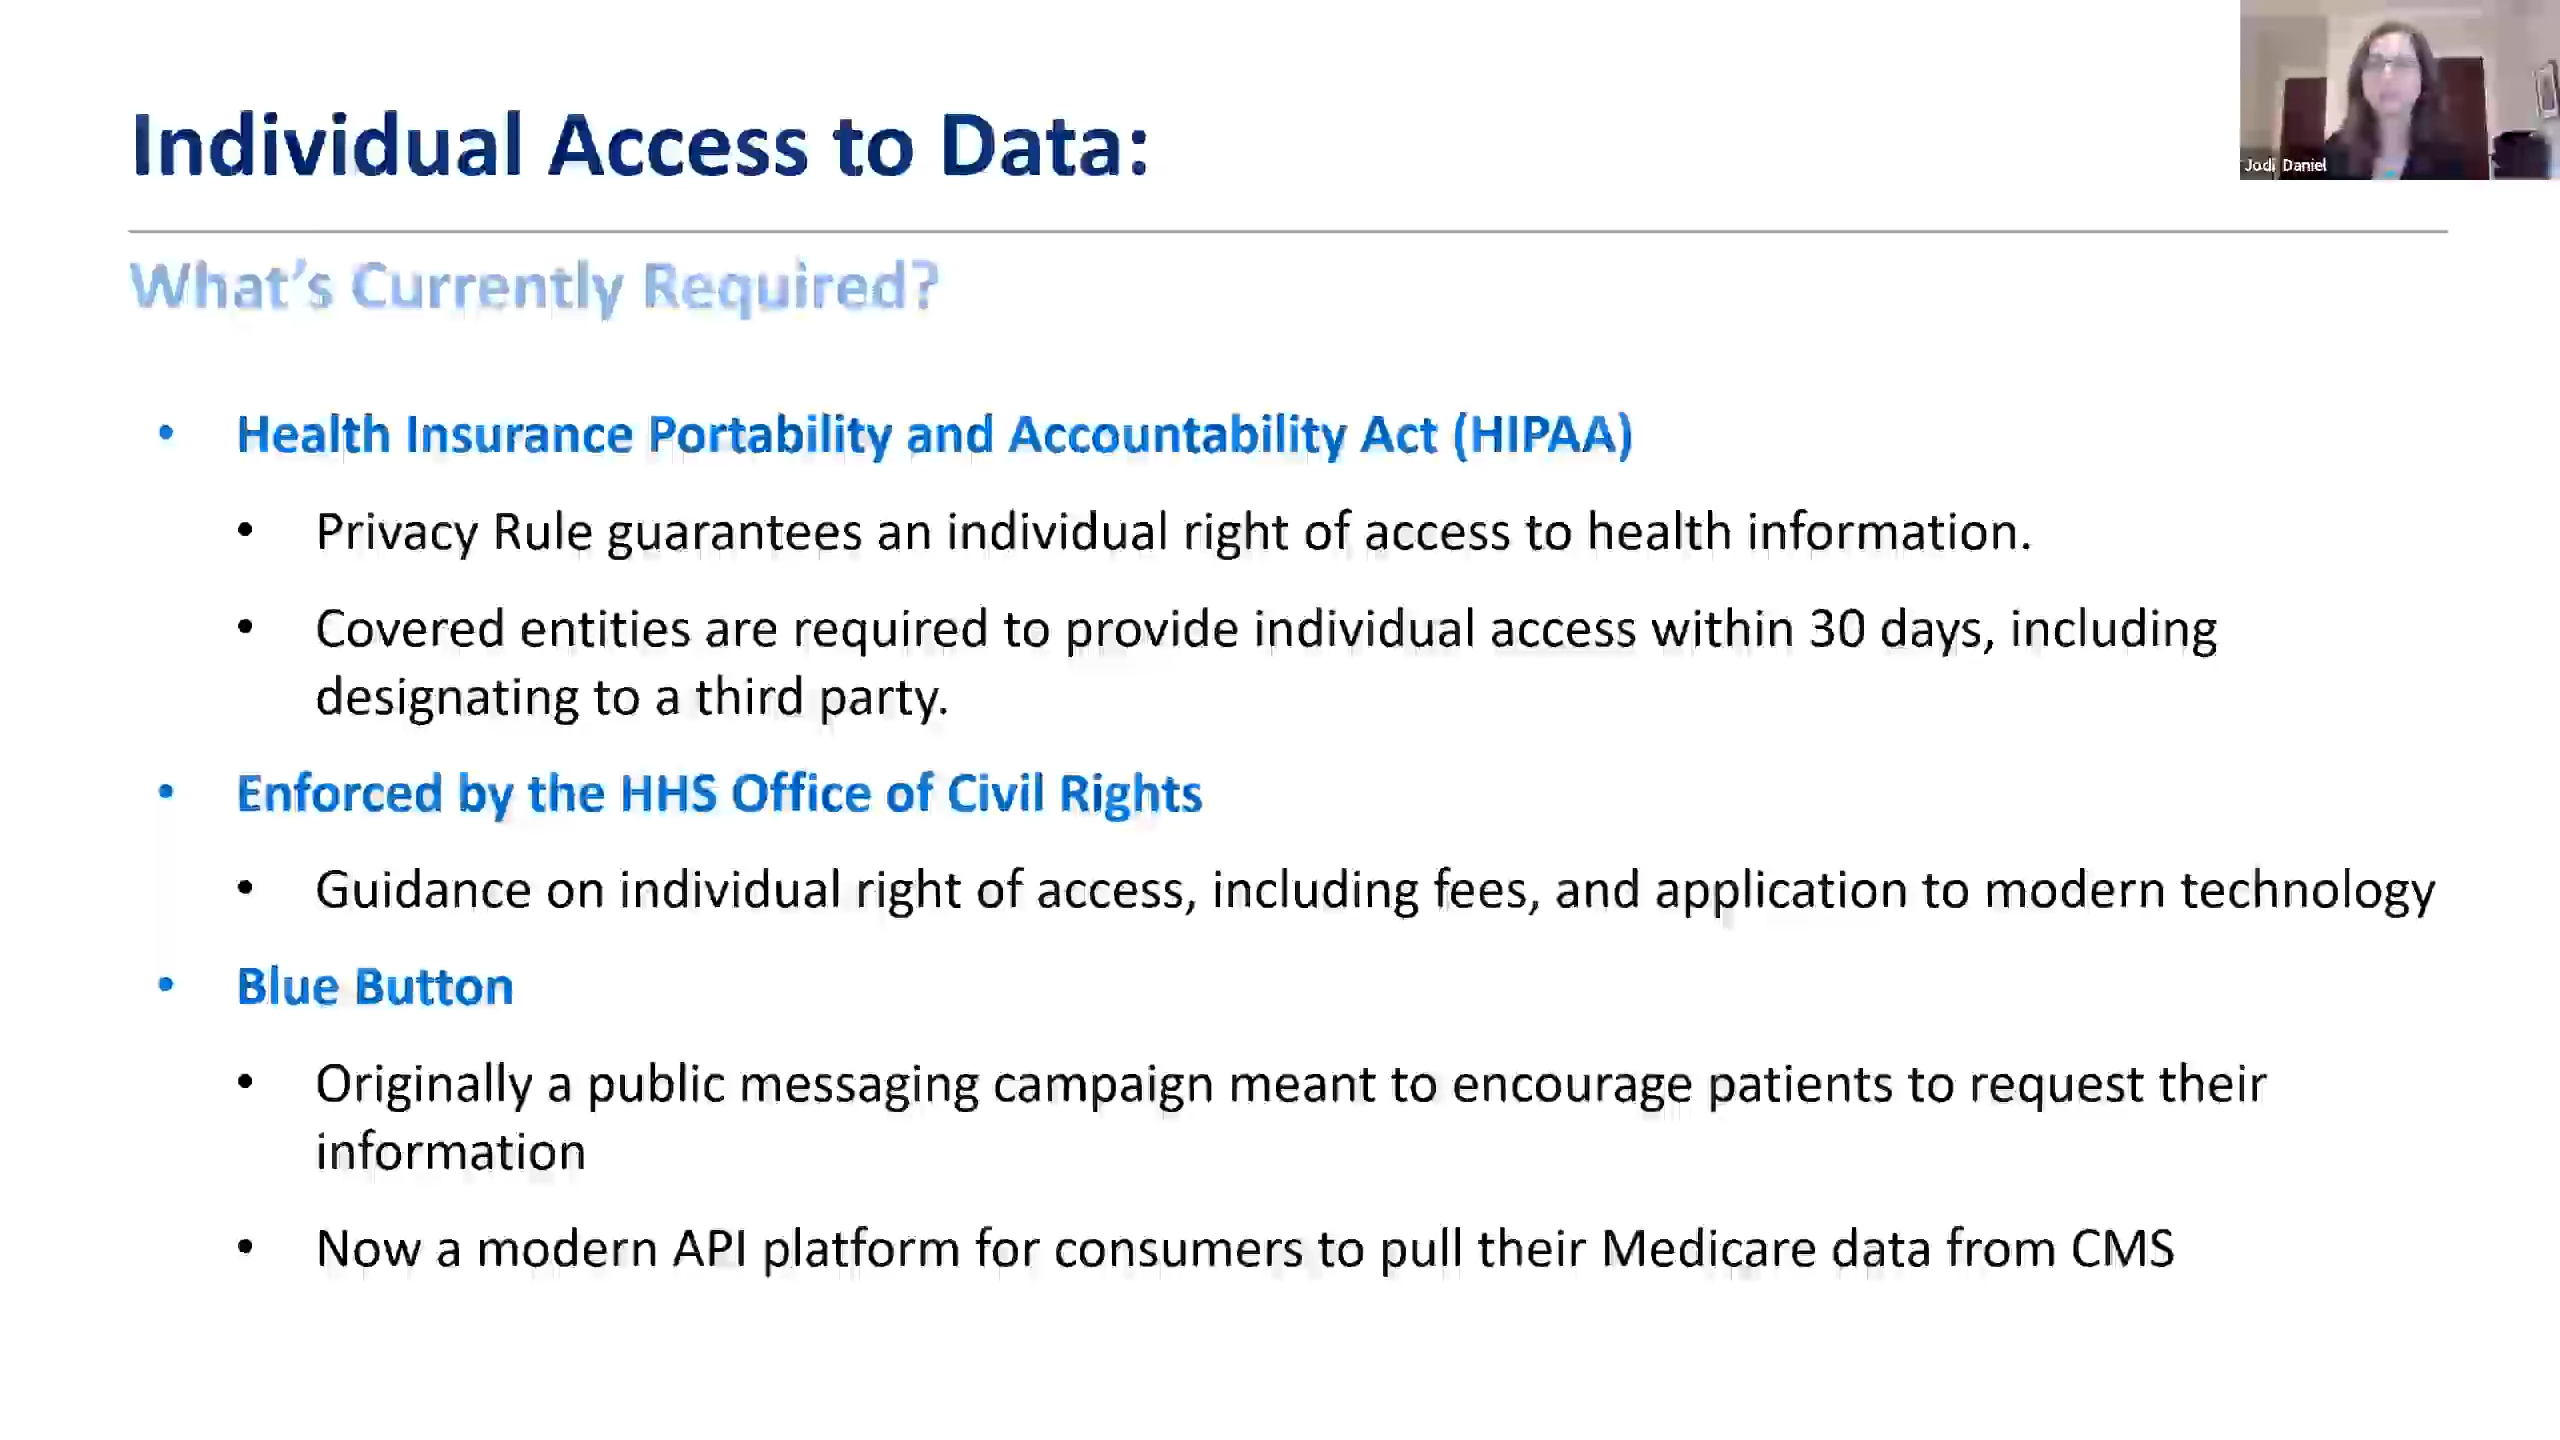 Individual Access to Data:
Jodi Daniel
What's Currently Required?
• Health Insurance Portability and Accountability Act (HIPAA)
• Privacy Rule guarantees an individual right of access to health information.
• Covered entities are required to provide individual access within 30 days, including
designating to a third party.
• Enforced by the HHS Office of Civil Rights
• Guidance on individual right of access, including fees, and application to modern technology
• Blue Button
• Originally a public messaging campaign meant to encourage patients to request their
information
• Now a modern API platform for consumers to pull their Medicare data from CMS